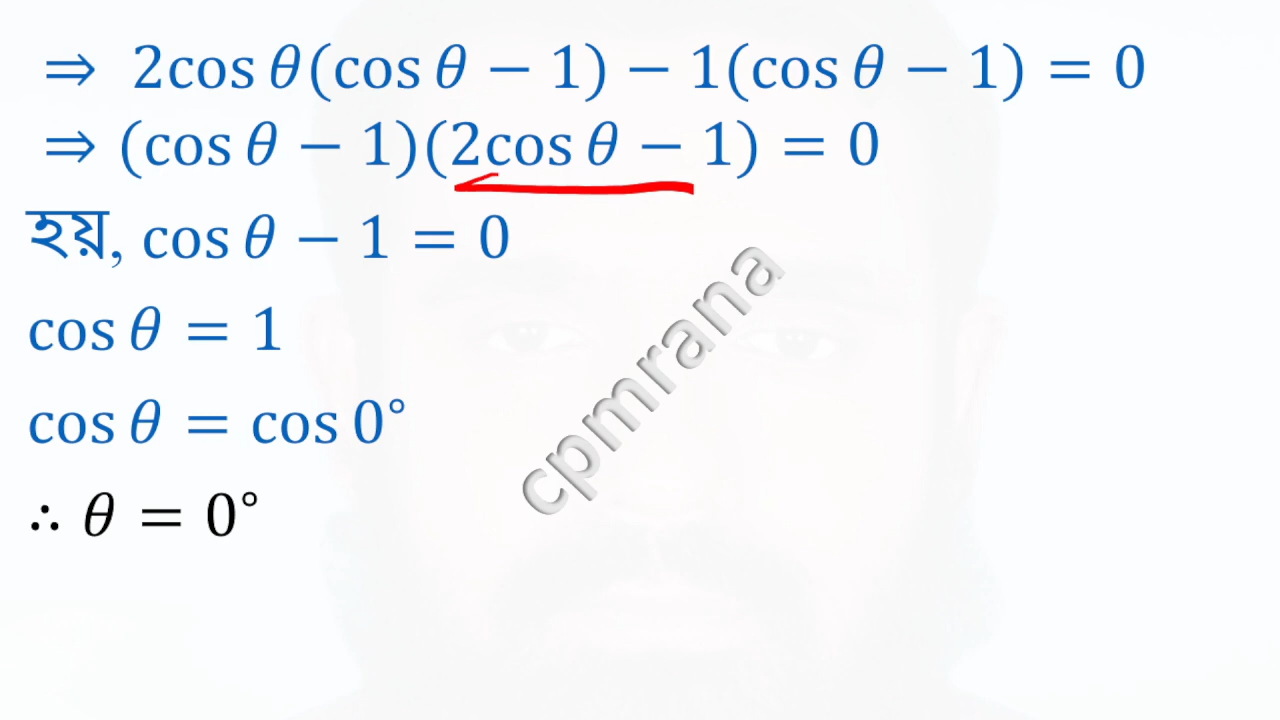 ⇒ 2cos θ(cos θ − 1) − 1(cos θ − 1) = 0
⇒ (cos θ − 1)(2cos θ − 1) = 0
হয়, cos θ − 1 = 0
cos θ = 1
cos θ = cos 0°
∴ θ = 0°
cpmrana